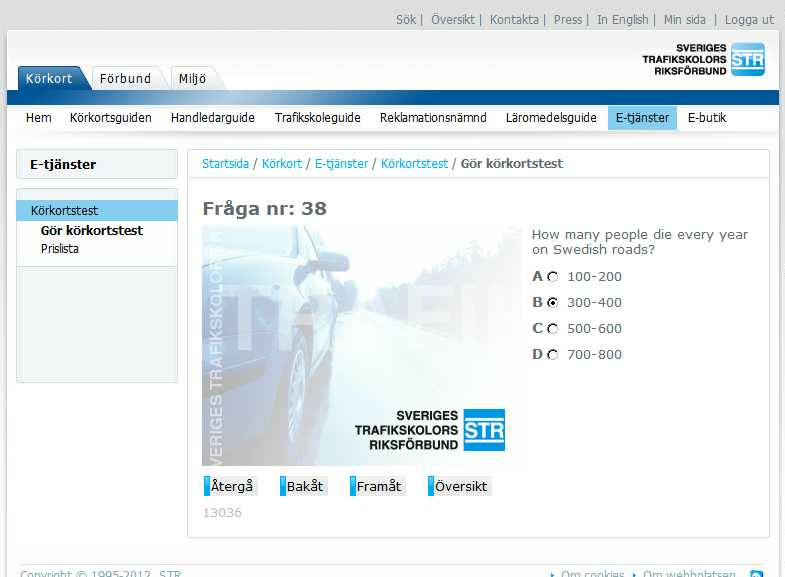 Sök | Översikt | Kontakta | Press | In English | Min sida | Logga ut
SVERIGES
TRAFIKSKOLORS
RIKSFÖRBUND
STR
Körkort Förbund Miljö
Hem Körkortsguiden Handledarguide Trafikskoleguide Reklamationsnämnd Läromedelsguide E-tjänster E-butik
E-tjänster
Körkortstest
Gör körkortstest
Prislista
Startsida / Körkort / E-tjänster / Körkortstest / Gör körkortstest
Fråga nr: 38
SVERIGES TRAFIKSKOLOR
TRAFIK
SVERIGES
TRAFIKSKOLORS
RIKSFÖRBUND
STR
How many people die every year
on Swedish roads?
A 100-200
B 300-400
C 500-600
D 700-800
Återgå Bakåt Framåt Översikt
13036
Copyright © 1995-2012, STR Om cookies Om webbplatsen